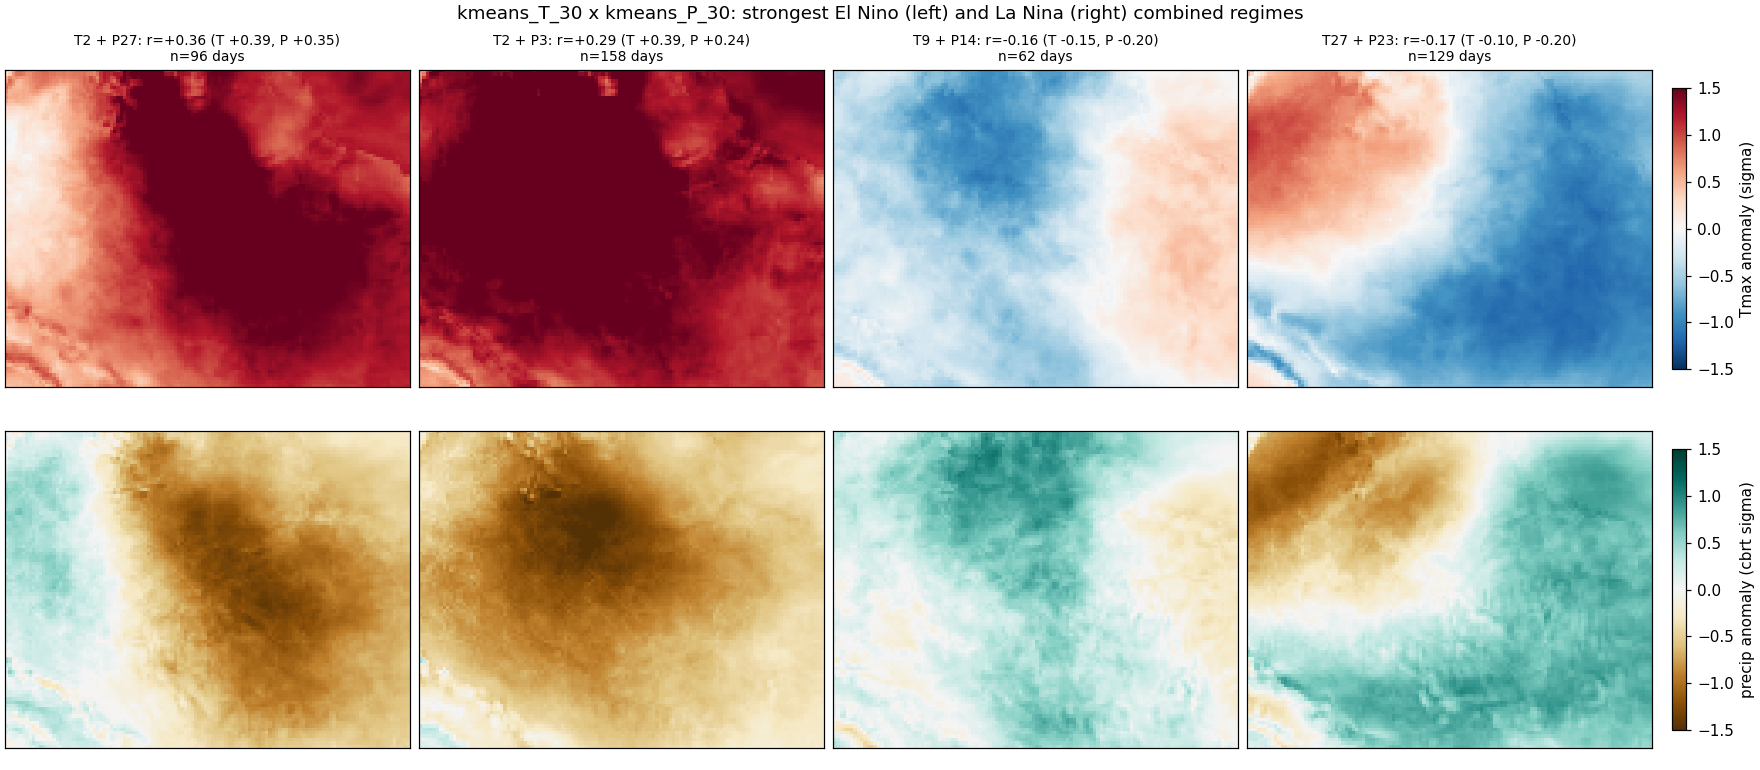 kmeans_T_30 x kmeans_P_30: strongest El Nino (left) and La Nina (right) combined regimes
T2 + P27: r=+0.36 (T +0.39, P +0.35)
n=96 days
T2 + P3: r=+0.29 (T +0.39, P +0.24)
n=158 days
T9 + P14: r=-0.16 (T -0.15, P -0.20)
n=62 days
T27 + P23: r=-0.17 (T -0.10, P -0.20)
n=129 days
1.5
1.0
0.5
0.0
−0.5
−1.0
−1.5
Tmax anomaly (sigma)
1.5
1.0
0.5
0.0
−0.5
−1.0
−1.5
precip anomaly (cbrt sigma)